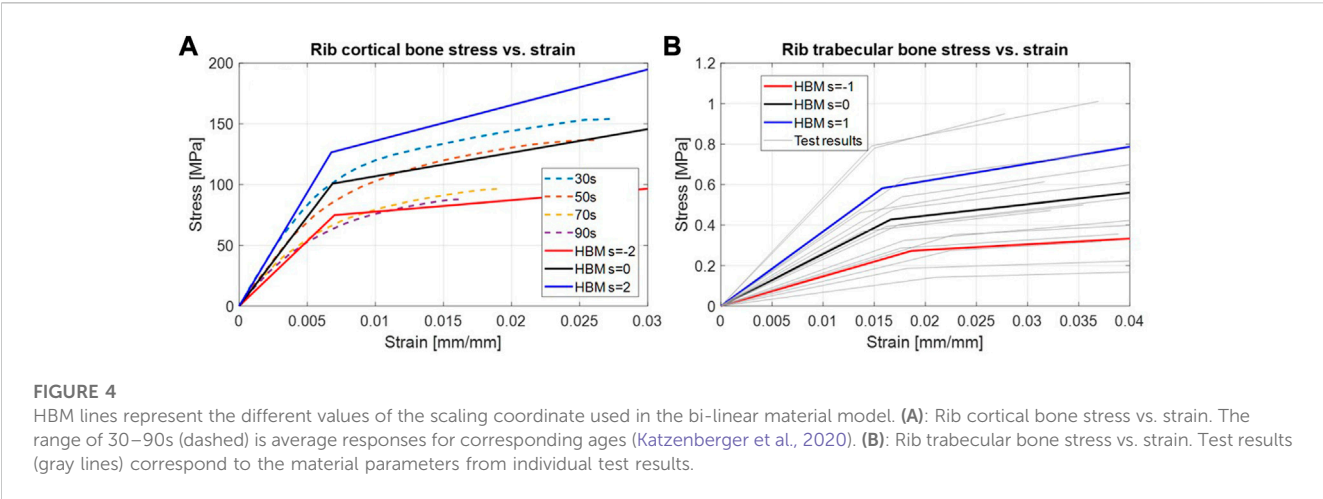 A
Rib cortical bone stress vs. strain
200
150
100
50
0
Stress [MPa]
0
0.005
0.01
0.015
0.02
0.025
0.03
Strain [mm/mm]
30s
50s
70s
90s
HBM s=-2
HBM s=0
HBM s=2
B
Rib trabecular bone stress vs. strain
1.2
1
0.8
0.6
0.4
0.2
0
Stress [MPa]
0
0.005
0.01
0.015
0.02
0.025
0.03
0.035
0.04
Strain [mm/mm]
HBM s=-1
HBM s=0
HBM s=1
Test results
FIGURE 4
HBM lines represent the different values of the scaling coordinate used in the bi-linear material model. (A): Rib cortical bone stress vs. strain. The
range of 30–90s (dashed) is average responses for corresponding ages (Katzenberger et al., 2020). (B): Rib trabecular bone stress vs. strain. Test results
(gray lines) correspond to the material parameters from individual test results.